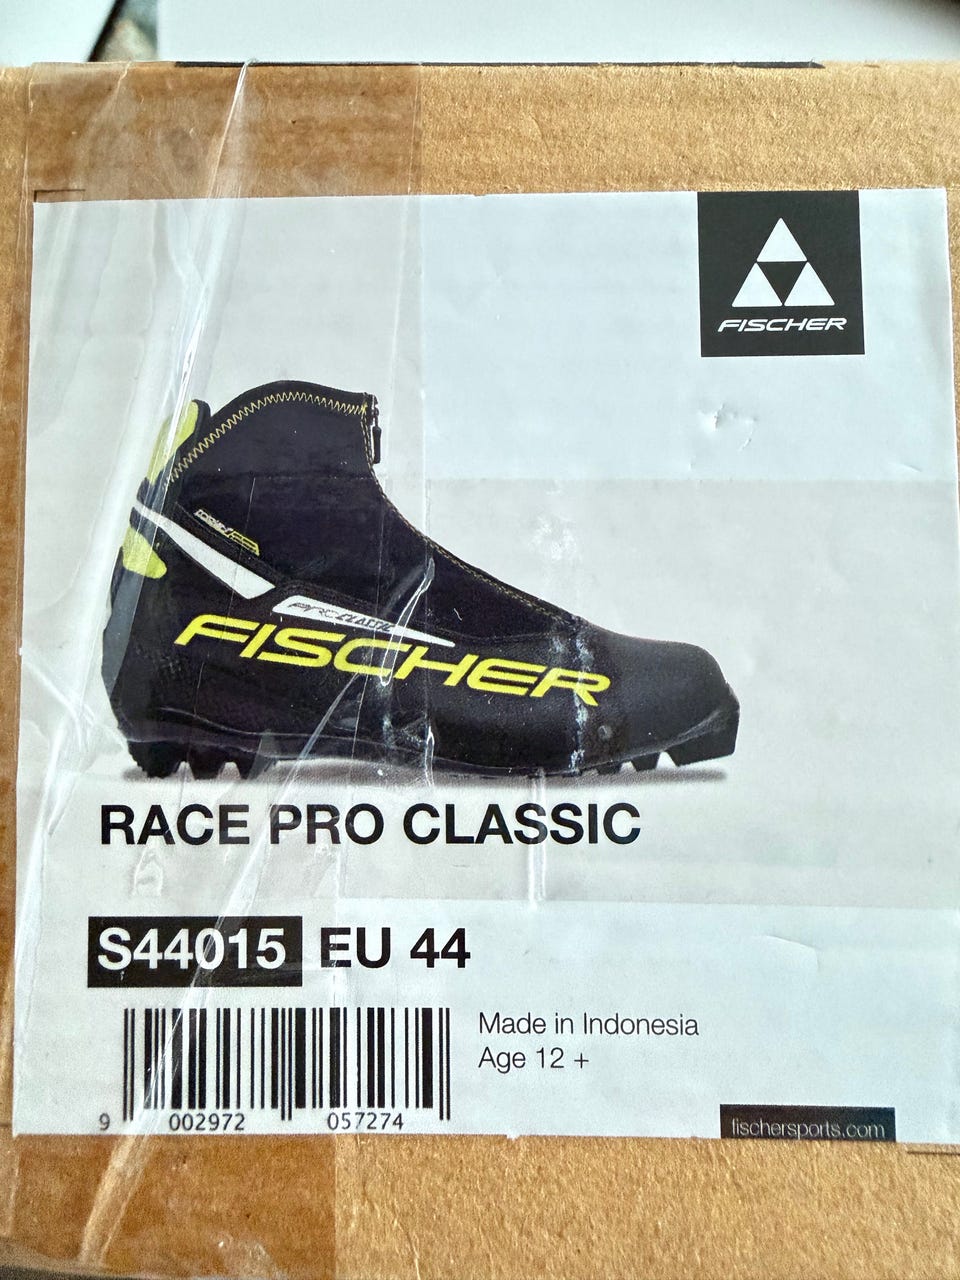 FISCHER
PRO CLASSIC
FISCHER
RACE PRO CLASSIC
S44015 EU 44
Made in Indonesia
Age 12 +
9 002972 057274
fischersports.com